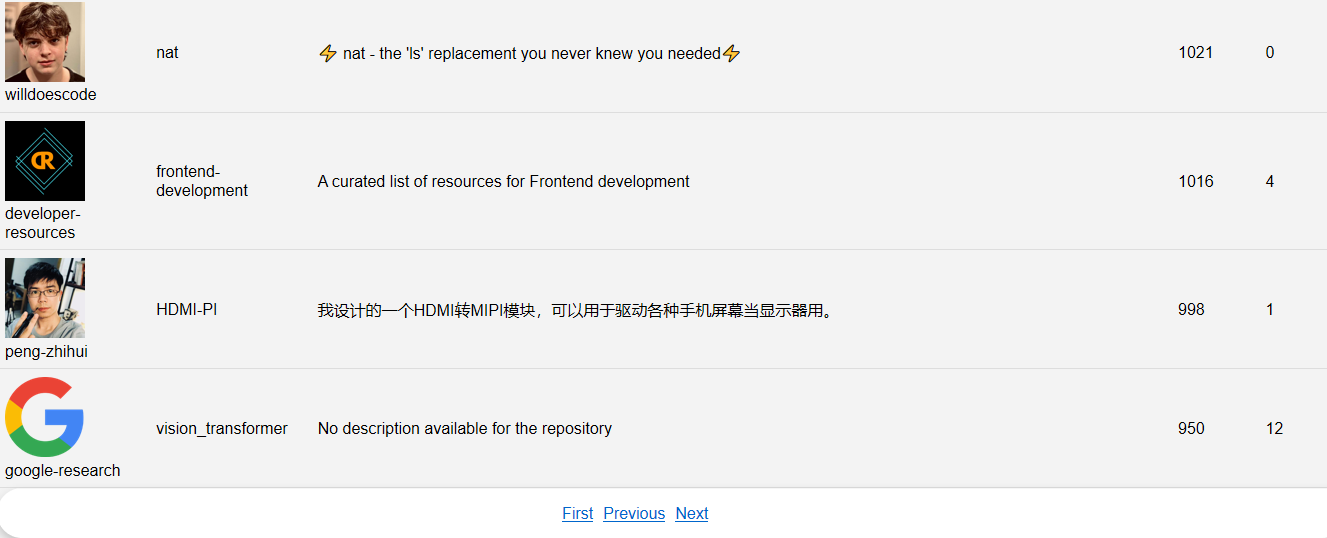 nat
⚡ nat - the 'ls' replacement you never knew you needed⚡
1021
0
willdoescode
frontend-
development
A curated list of resources for Frontend development
1016
4
developer-
resources
HDMI-PI
我设计的一个HDMI转MIPI模块，可以用于驱动各种手机屏幕当显示器用。
998
1
peng-zhihui
vision_transformer
No description available for the repository
950
12
google-research
First Previous Next